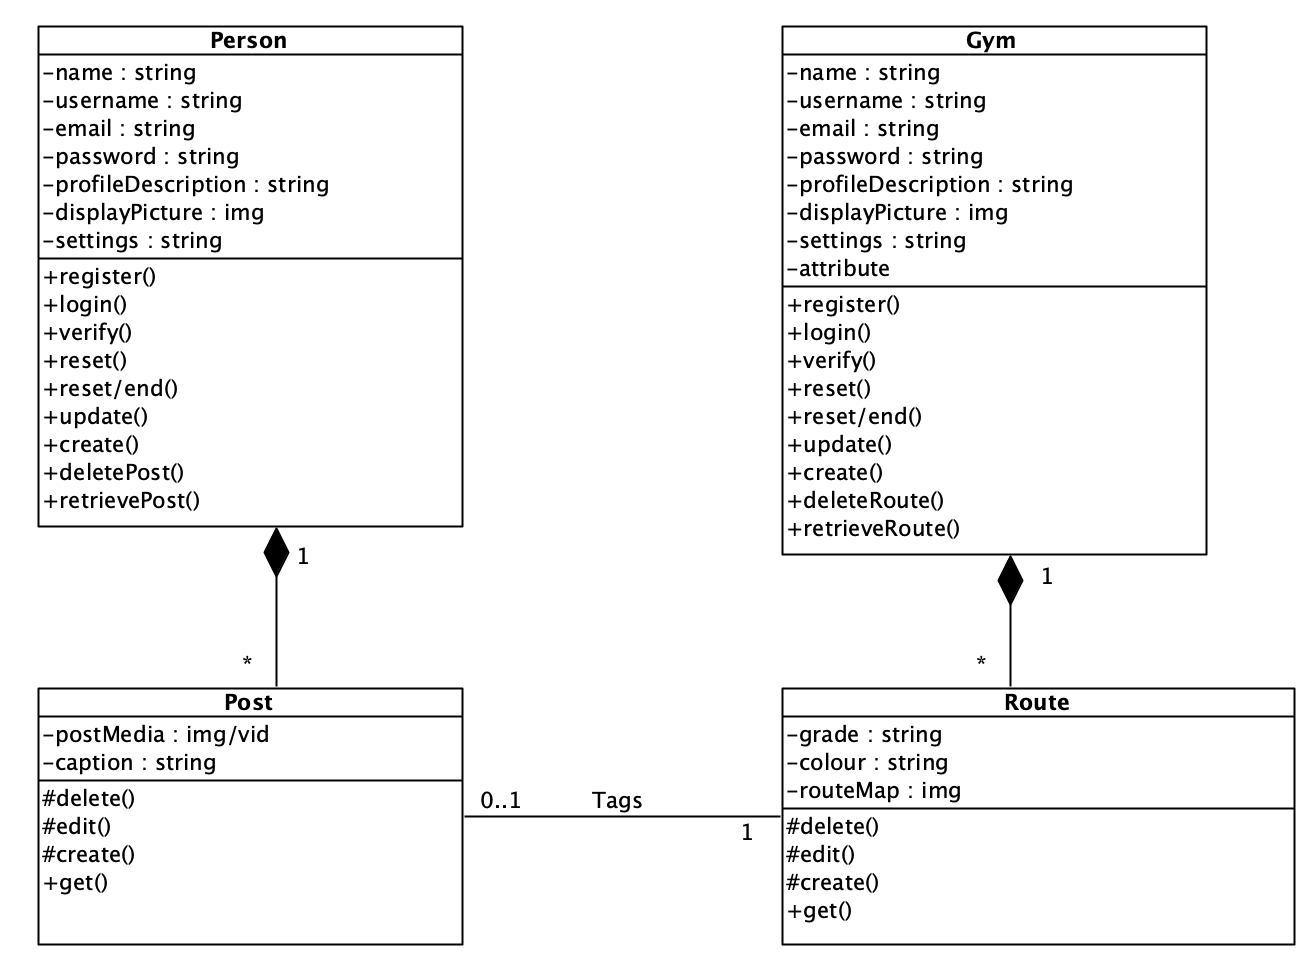 Person
-name : string
-username : string
-email : string
-password : string
-profileDescription : string
-displayPicture : img
-settings : string
+register()
+login()
+verify()
+reset()
+reset/end()
+update()
+create()
+deletePost()
+retrievePost()
1
*
Gym
-name : string
-username : string
-email : string
-password : string
-profileDescription : string
-displayPicture : img
-settings : string
-attribute
+register()
+login()
+verify()
+reset()
+reset/end()
+update()
+create()
+deleteRoute()
+retrieveRoute()
1
*
Post
-postMedia : img/vid
-caption : string
#delete()
#edit()
#create()
+get()
0..1
Tags
1
Route
-grade : string
-colour : string
-routeMap : img
#delete()
#edit()
#create()
+get()